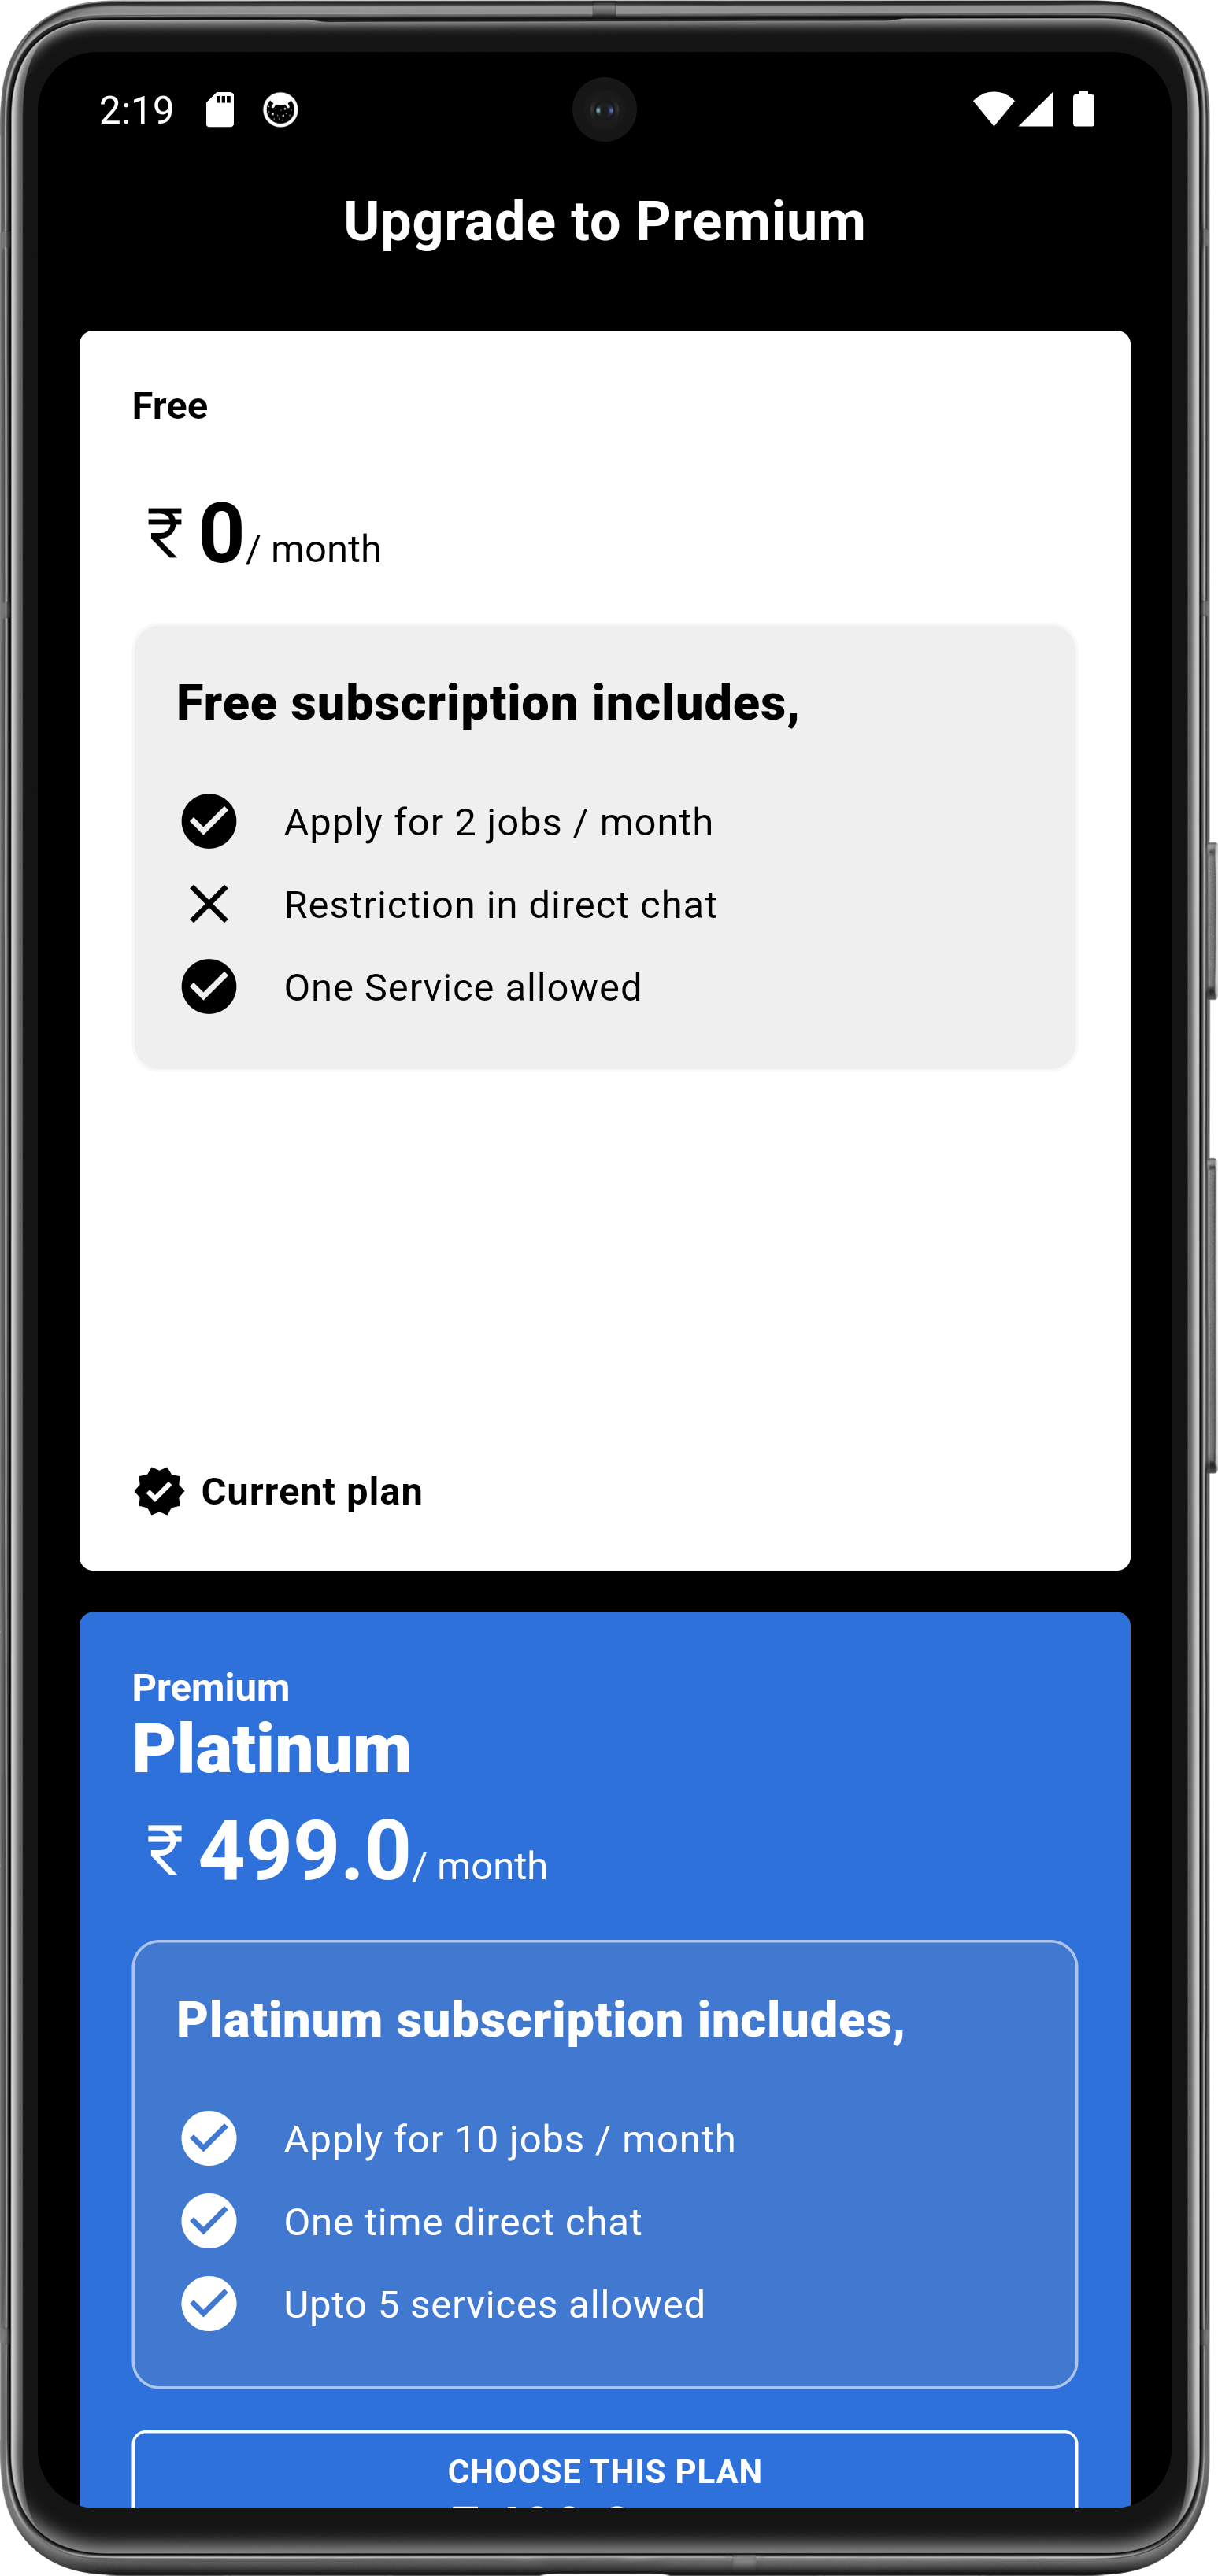 2:19
Upgrade to Premium
Free
₹ 0/ month
Free subscription includes,
Apply for 2 jobs / month
Restriction in direct chat
One Service allowed
Current plan
Premium
Platinum
₹ 499.0/ month
Platinum subscription includes,
Apply for 10 jobs / month
One time direct chat
Upto 5 services allowed
CHOOSE THIS PLAN